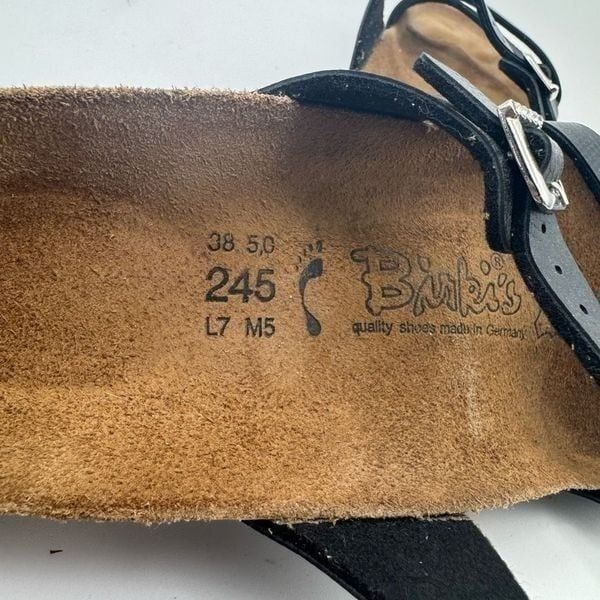 38 5,0
245
L7 M5
Birki's®
quality shoes made in Germany